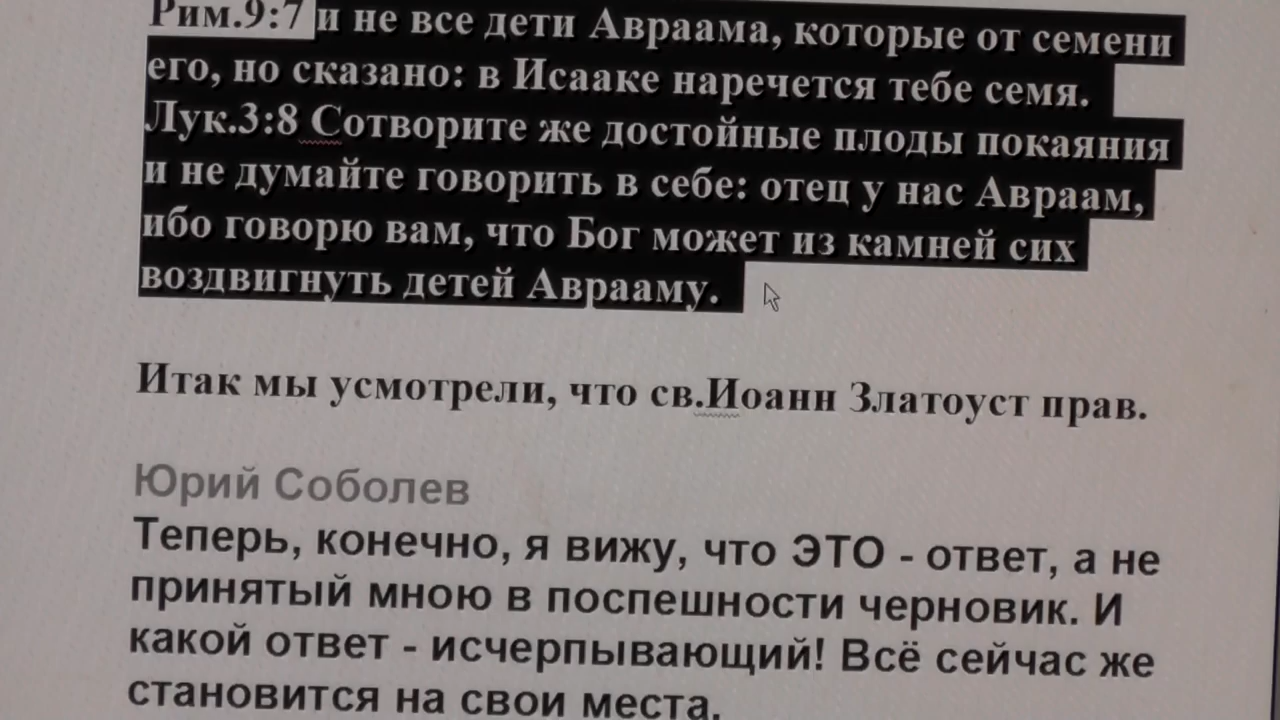 Рим.9:7 и не все дети Авраама, которые от семени
его, но сказано: в Исааке наречется тебе семя.
Лук.3:8 Сотворите же достойные плоды покаяния
и не думайте говорить в себе: отец у нас Авраам,
ибо говорю вам, что Бог может из камней сих
воздвигнуть детей Аврааму.
Итак мы усмотрели, что св.Иоанн Златоуст прав.
Юрий Соболев
Теперь, конечно, я вижу, что ЭТО - ответ, а не
принятый мною в поспешности черновик. И
какой ответ - исчерпывающий! Всё сейчас же
становится на свои места.